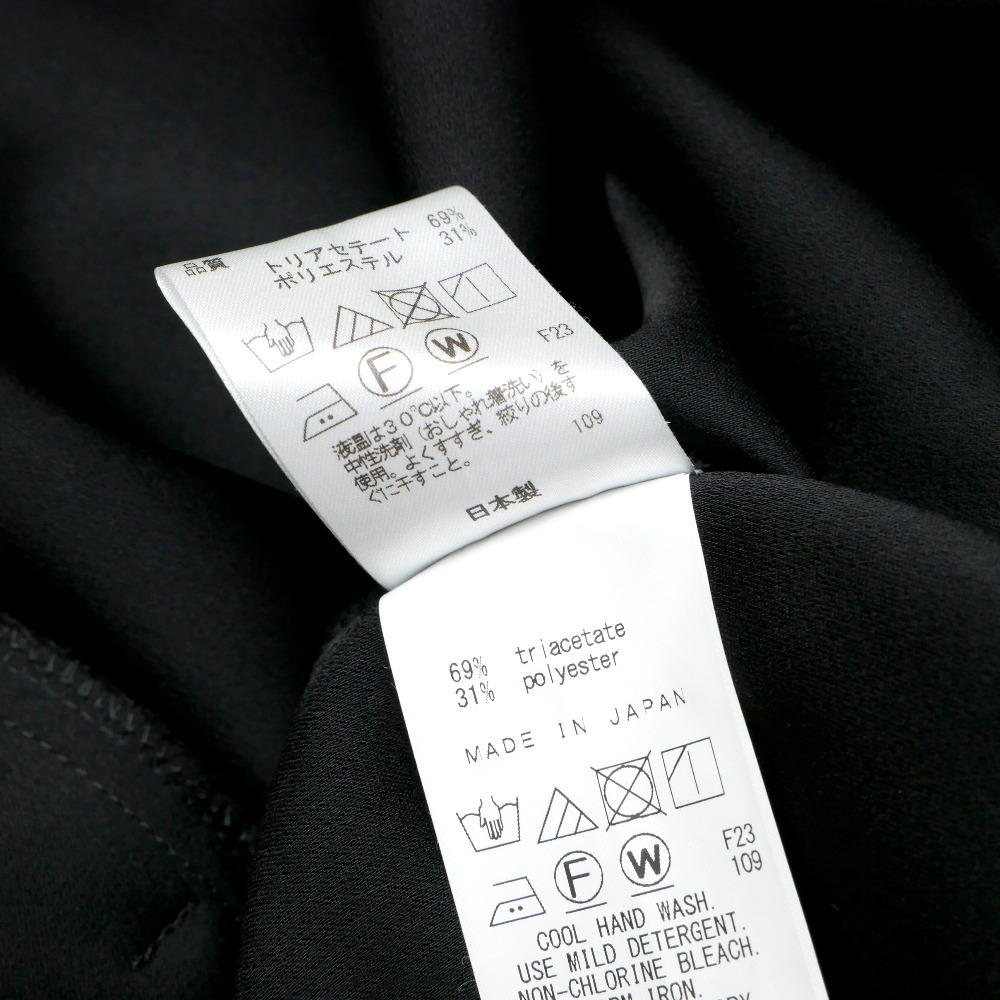 品質 トリアセテート 69%
ポリエステル 31%
F W F23
液温は30℃以下。
中性洗剤(おしゃれ着洗い)を
使用。よくすすぎ、絞りの後す
ぐに干すこと。
109
日本製
69% triacetate
31% polyester
MADE IN JAPAN
F W F23
109
COOL HAND WASH.
USE MILD DETERGENT.
NON-CHLORINE BLEACH.
IRON.